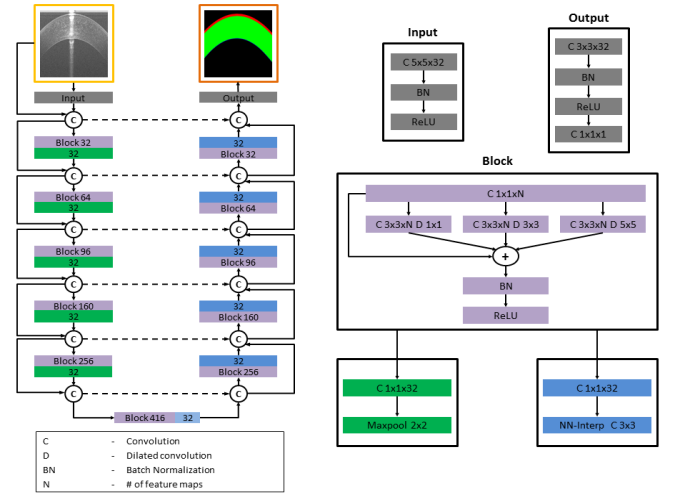 Input
Output
C
C
Block 32
32
32
Block 32
C
C
Block 64
32
32
Block 64
C
C
Block 96
32
32
Block 96
C
C
Block 160
32
32
Block 160
C
C
Block 256
32
32
Block 256
C
C
Block 416 32
C - Convolution
D - Dilated convolution
BN - Batch Normalization
N - # of feature maps
Input
C 5x5x32
BN
ReLU
Output
C 3x3x32
BN
ReLU
C 1x1x1
Block
C 1x1xN
C 3x3xN D 1x1
C 3x3xN D 3x3
C 3x3xN D 5x5
+
BN
ReLU
C 1x1x32
Maxpool 2x2
C 1x1x32
NN-Interp C 3x3